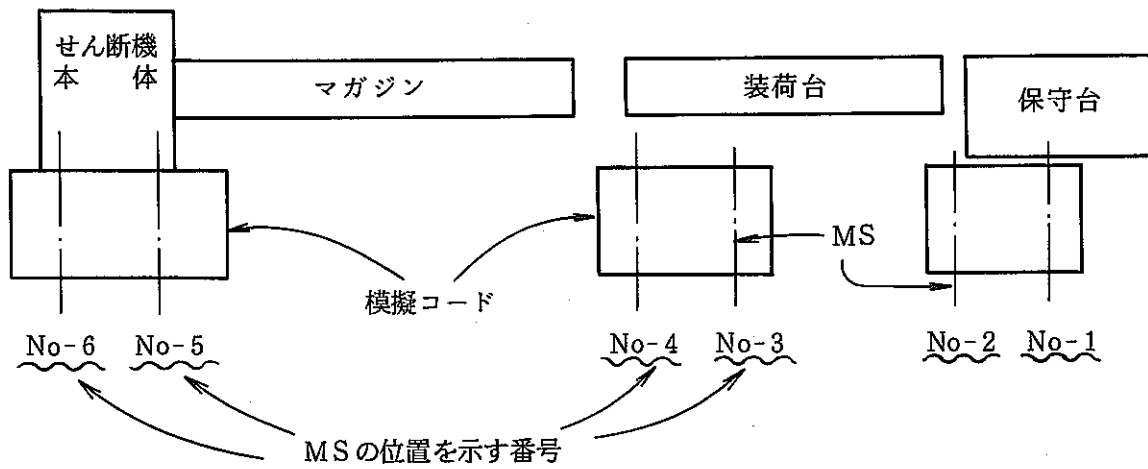 せん断機
本体
マガジン
装荷台
保守台
MS
模擬コード
No-6
No-5
No-4
No-3
No-2
No-1
MSの位置を示す番号